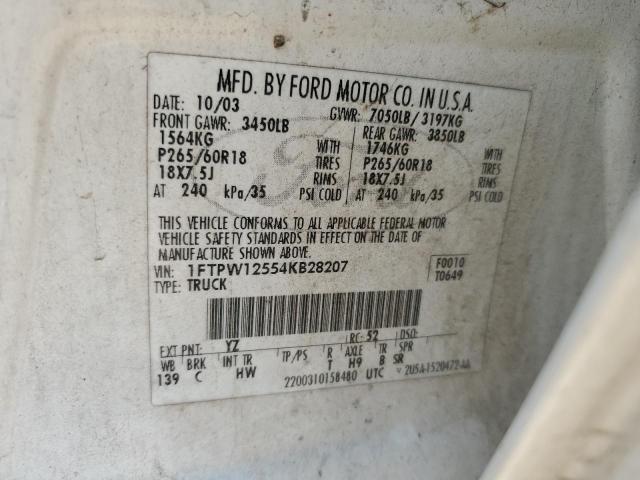 MFD. BY FORD MOTOR CO. IN U.S.A.
DATE: 10/03 GVWR: 7050LB/3197KG
FRONT GAWR: 3450LB REAR GAWR: 3850LB
1564KG WITH 1746KG WITH
P265/60R18 TIRES P265/60R18 TIRES
18X7.5J RIMS 18X7.5J RIMS
AT 240 kPa/35 PSI COLD AT 240 kPa/35 PSI COLD
THIS VEHICLE CONFORMS TO ALL APPLICABLE FEDERAL MOTOR
VEHICLE SAFETY STANDARDS IN EFFECT ON THE DATE OF
MANUFACTURE SHOWN ABOVE.
VIN: 1FTPW12554KB28207 F0010
TYPE: TRUCK T0649
EXT PNT: YZ RC: 52 DSO:
WB BRK INT TR TP/PS R AXLE TR SPR
139 C HW T H9 B SR
2200310158480 UTC 2U5A-1520472-AA